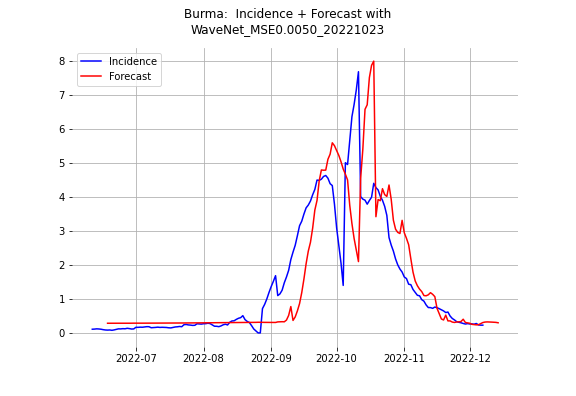 Burma:  Incidence + Forecast with
WaveNet_MSE0.0050_20221023
Incidence
Forecast
8
7
6
5
4
3
2
1
0
2022-07 2022-08 2022-09 2022-10 2022-11 2022-12